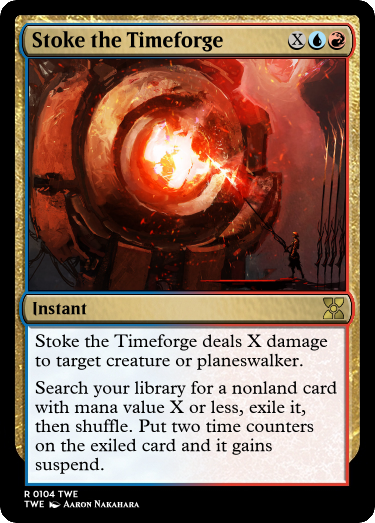 Stoke the Timeforge
X
Instant
Stoke the Timeforge deals X damage
to target creature or planeswalker.
Search your library for a nonland card
with mana value X or less, exile it,
then shuffle. Put two time counters
on the exiled card and it gains
suspend.
R 0104 TWE
TWE Aaron Nakahara